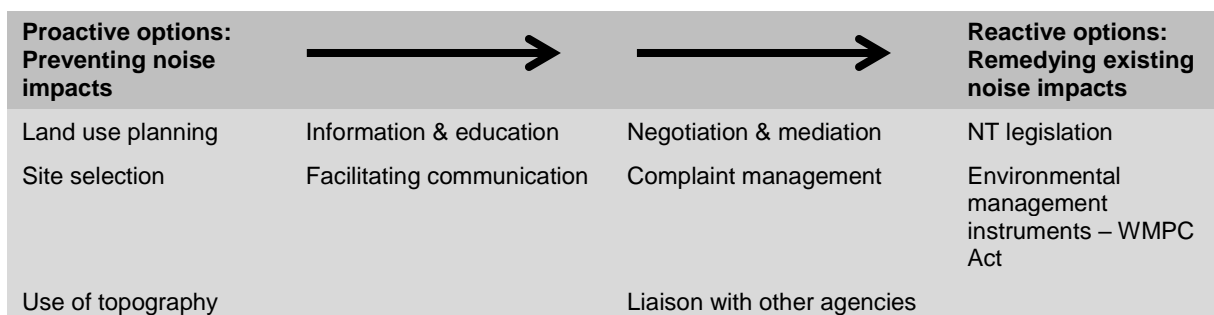 Proactive options:
Preventing noise
impacts
Reactive options:
Remedying existing
noise impacts
Land use planning
Information & education
Negotiation & mediation
NT legislation
Site selection
Facilitating communication
Complaint management
Environmental
management
instruments – WMPC
Act
Use of topography
Liaison with other agencies